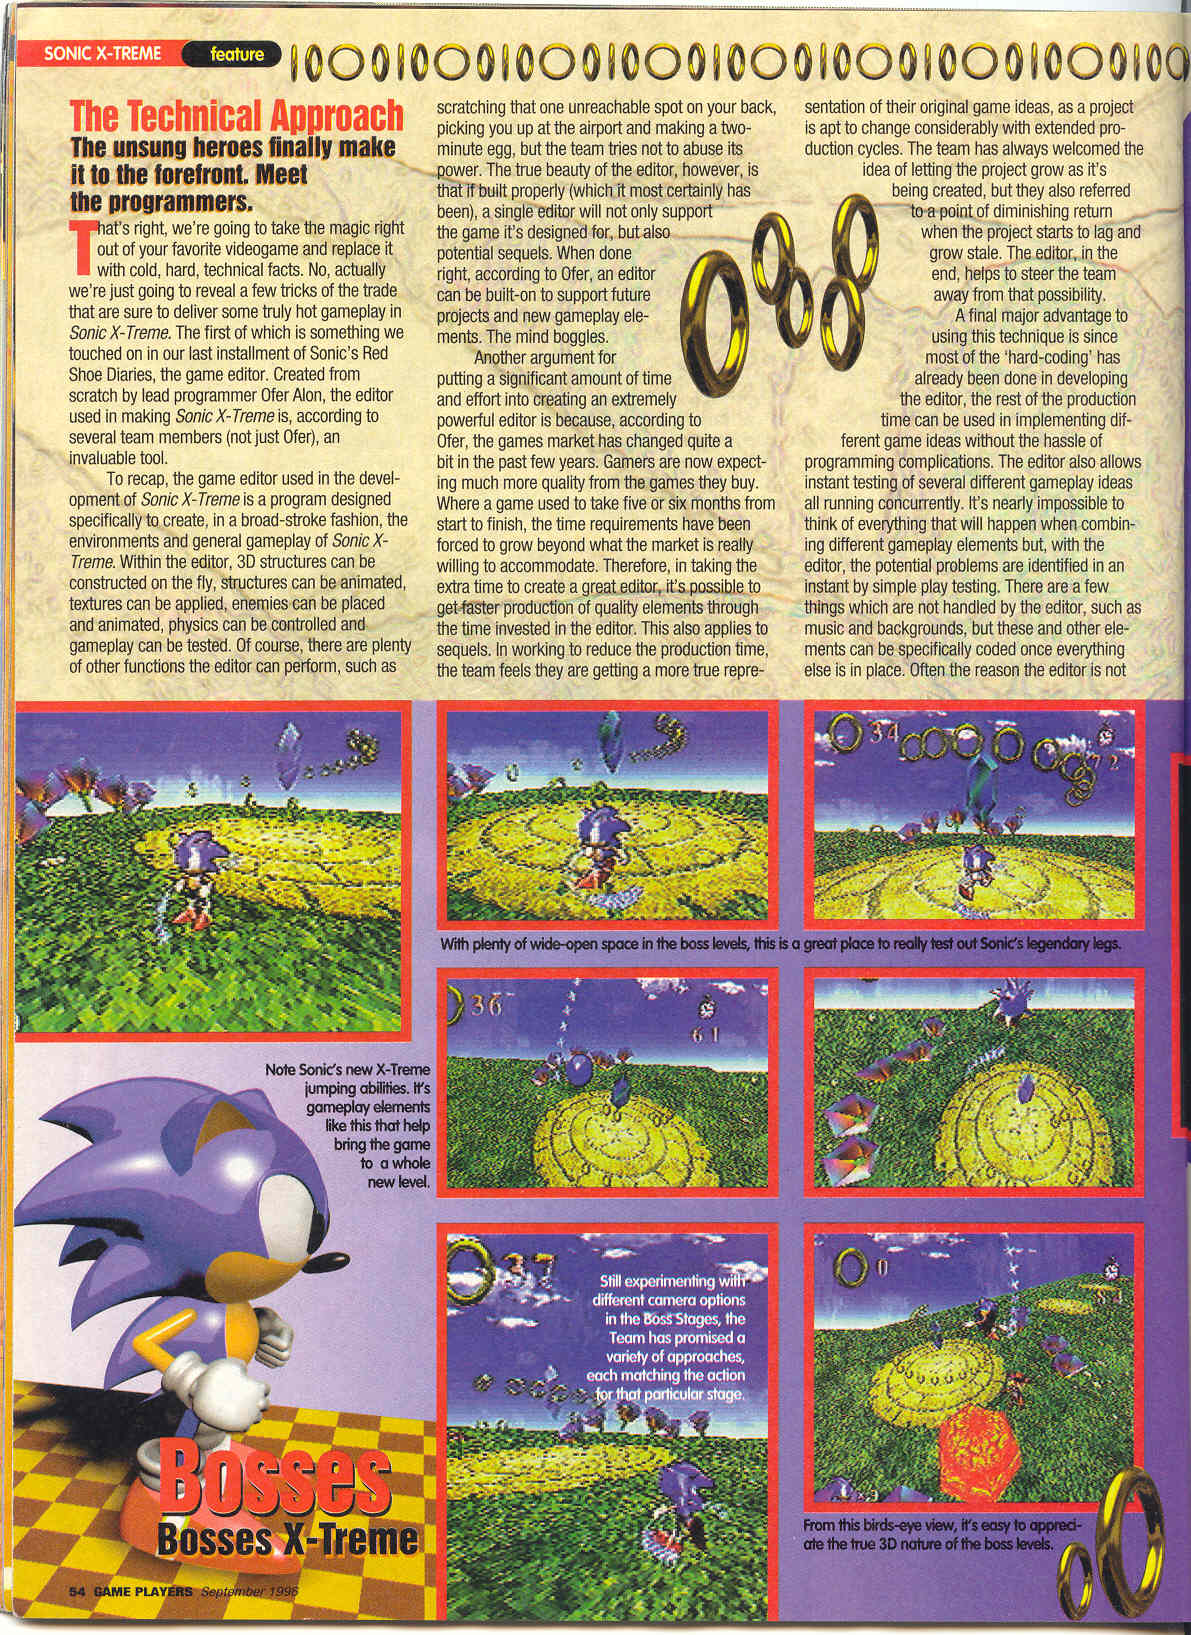 SONIC X-TREME feature
The Technical Approach
The unsung heroes finally make
it to the forefront. Meet
the programmers.
That's right, we're going to take the magic right
out of your favorite videogame and replace it
with cold, hard, technical facts. No, actually
we're just going to reveal a few tricks of the trade
that are sure to deliver some truly hot gameplay in
Sonic X-Treme. The first of which is something we
touched on in our last installment of Sonic's Red
Shoe Diaries, the game editor. Created from
scratch by lead programmer Ofer Alon, the editor
used in making Sonic X-Treme is, according to
several team members (not just Ofer), an
invaluable tool.
To recap, the game editor used in the devel-
opment of Sonic X-Treme is a program designed
specifically to create, in a broad-stroke fashion, the
environments and general gameplay of Sonic X-
Treme. Within the editor, 3D structures can be
constructed on the fly, structures can be animated,
textures can be applied, enemies can be placed
and animated, physics can be controlled and
gameplay can be tested. Of course, there are plenty
of other functions the editor can perform, such as
scratching that one unreachable spot on your back,
picking you up at the airport and making a two-
minute egg, but the team tries not to abuse its
power. The true beauty of the editor, however, is
that if built properly (which it most certainly has
been), a single editor will not only support
the game it's designed for, but also
potential sequels. When done
right, according to Ofer, an editor
can be built-on to support future
projects and new gameplay ele-
ments. The mind boggles.
Another argument for
putting a significant amount of time
and effort into creating an extremely
powerful editor is because, according to
Ofer, the games market has changed quite a
bit in the past few years. Gamers are now expect-
ing much more quality from the games they buy.
Where a game used to take five or six months from
start to finish, the time requirements have been
forced to grow beyond what the market is really
willing to accommodate. Therefore, in taking the
extra time to create a great editor, it's possible to
get faster production of quality elements through
the time invested in the editor. This also applies to
sequels. In working to reduce the production time,
the team feels they are getting a more true repre-
sentation of their original game ideas, as a project
is apt to change considerably with extended pro-
duction cycles. The team has always welcomed the
idea of letting the project grow as it's
being created, but they also referred
to a point of diminishing return
when the project starts to lag and
grow stale. The editor, in the
end, helps to steer the team
away from that possibility.
A final major advantage to
using this technique is since
most of the 'hard-coding' has
already been done in developing
the editor, the rest of the production
time can be used in implementing dif-
ferent game ideas without the hassle of
programming complications. The editor also allows
instant testing of several different gameplay ideas
all running concurrently. It's nearly impossible to
think of everything that will happen when combin-
ing different gameplay elements but, with the
editor, the potential problems are identified in an
instant by simple play testing. There are a few
things which are not handled by the editor, such as
music and backgrounds, but these and other ele-
ments can be specifically coded once everything
else is in place. Often the reason the editor is not
34
72
With plenty of wide-open space in the boss levels, this is a great place to really test out Sonic's legendary legs.
36
61
Note Sonic's new X-Treme
jumping abilities. It's
gameplay elements
like this that help
bring the game
to a whole
new level.
37
Still experimenting with
different camera options
in the Boss Stages, the
Team has promised a
variety of approaches,
each matching the action
for that particular stage.
0
From this birds-eye view, it's easy to appreci-
ate the true 3D nature of the boss levels.
Bosses
Bosses X-Treme
54 GAME PLAYERS September 1996